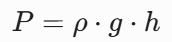 P = ρ · g · h